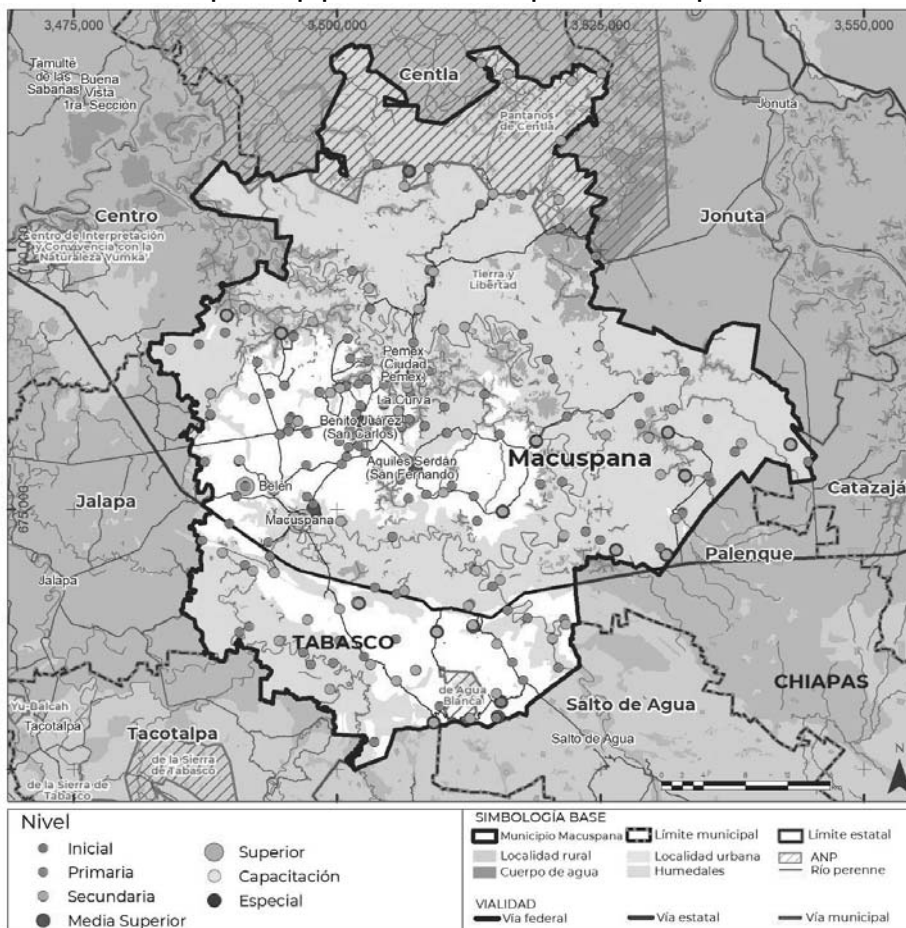 3,475,000
3,500,000
3,525,000
3,550,000
Tamulté
de las
Sabanas
Buena
Vista
1ra. Sección
Centla
Pantanos
de Centla
Jonuta
Centro
Jonuta
Centro de Interpretación
y Convivencia con la
Naturaleza Yumka'
Tierra y
Libertad
Pemex
(Ciudad
Pemex)
La Curva
Benito Juárez
(San Carlos)
Aquiles Serdán
(San Fernando)
Macuspana
Belén
Macuspana
Jalapa
675,000
Catazajá
Palenque
Jalapa
TABASCO
CHIAPAS
de Agua
Blanca
Salto de Agua
Yu-Balcah
Tacotalpa
Tacotalpa
Salto de Agua
de la Sierra
de Tabasco
de la Sierra de
Tabasco
N
Nivel
Inicial
Primaria
Secundaria
Media Superior
Superior
Capacitación
Especial
SIMBOLOGÍA BASE
Municipio Macuspana
Límite municipal
Límite estatal
Localidad rural
Localidad urbana
ANP
Cuerpo de agua
Humedales
Río perenne
VIALIDAD
Vía federal
Vía estatal
Vía municipal